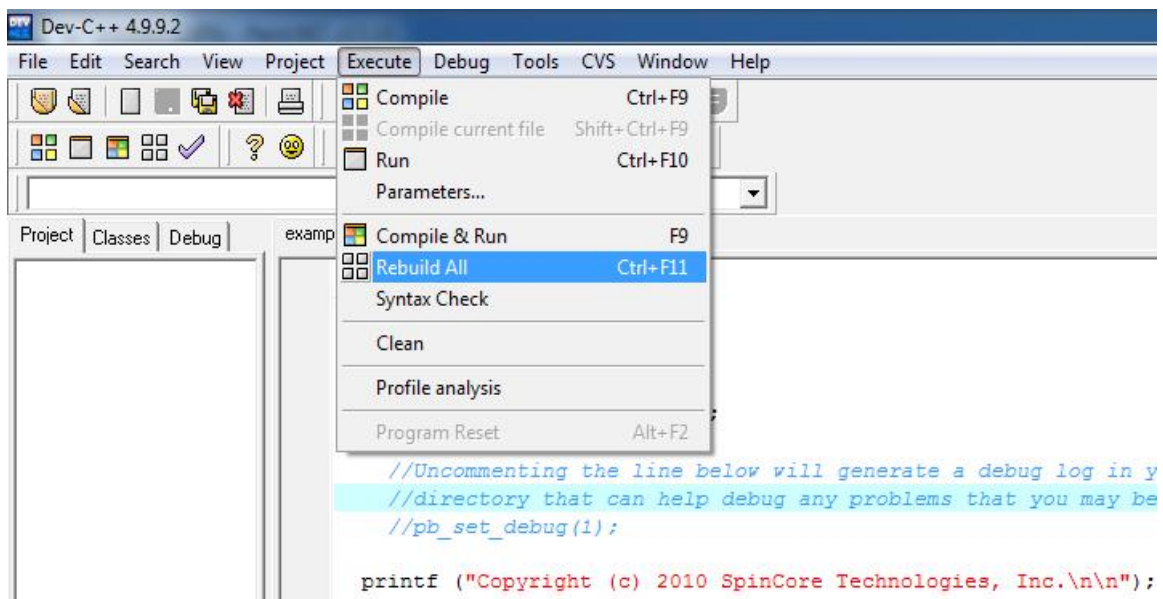 Dev-C++ 4.9.9.2
File Edit Search View Project Execute Debug Tools CVS Window Help
Compile Ctrl+F9
Compile current file Shift+Ctrl+F9
Run Ctrl+F10
Parameters...
Project Classes Debug examp
Compile & Run F9
Rebuild All Ctrl+F11
Syntax Check
Clean
Profile analysis
;
Program Reset Alt+F2
//Uncommenting the line below will generate a debug log in y
//directory that can help debug any problems that you may be
//pb_set_debug(1);
printf ("Copyright (c) 2010 SpinCore Technologies, Inc.\n\n");